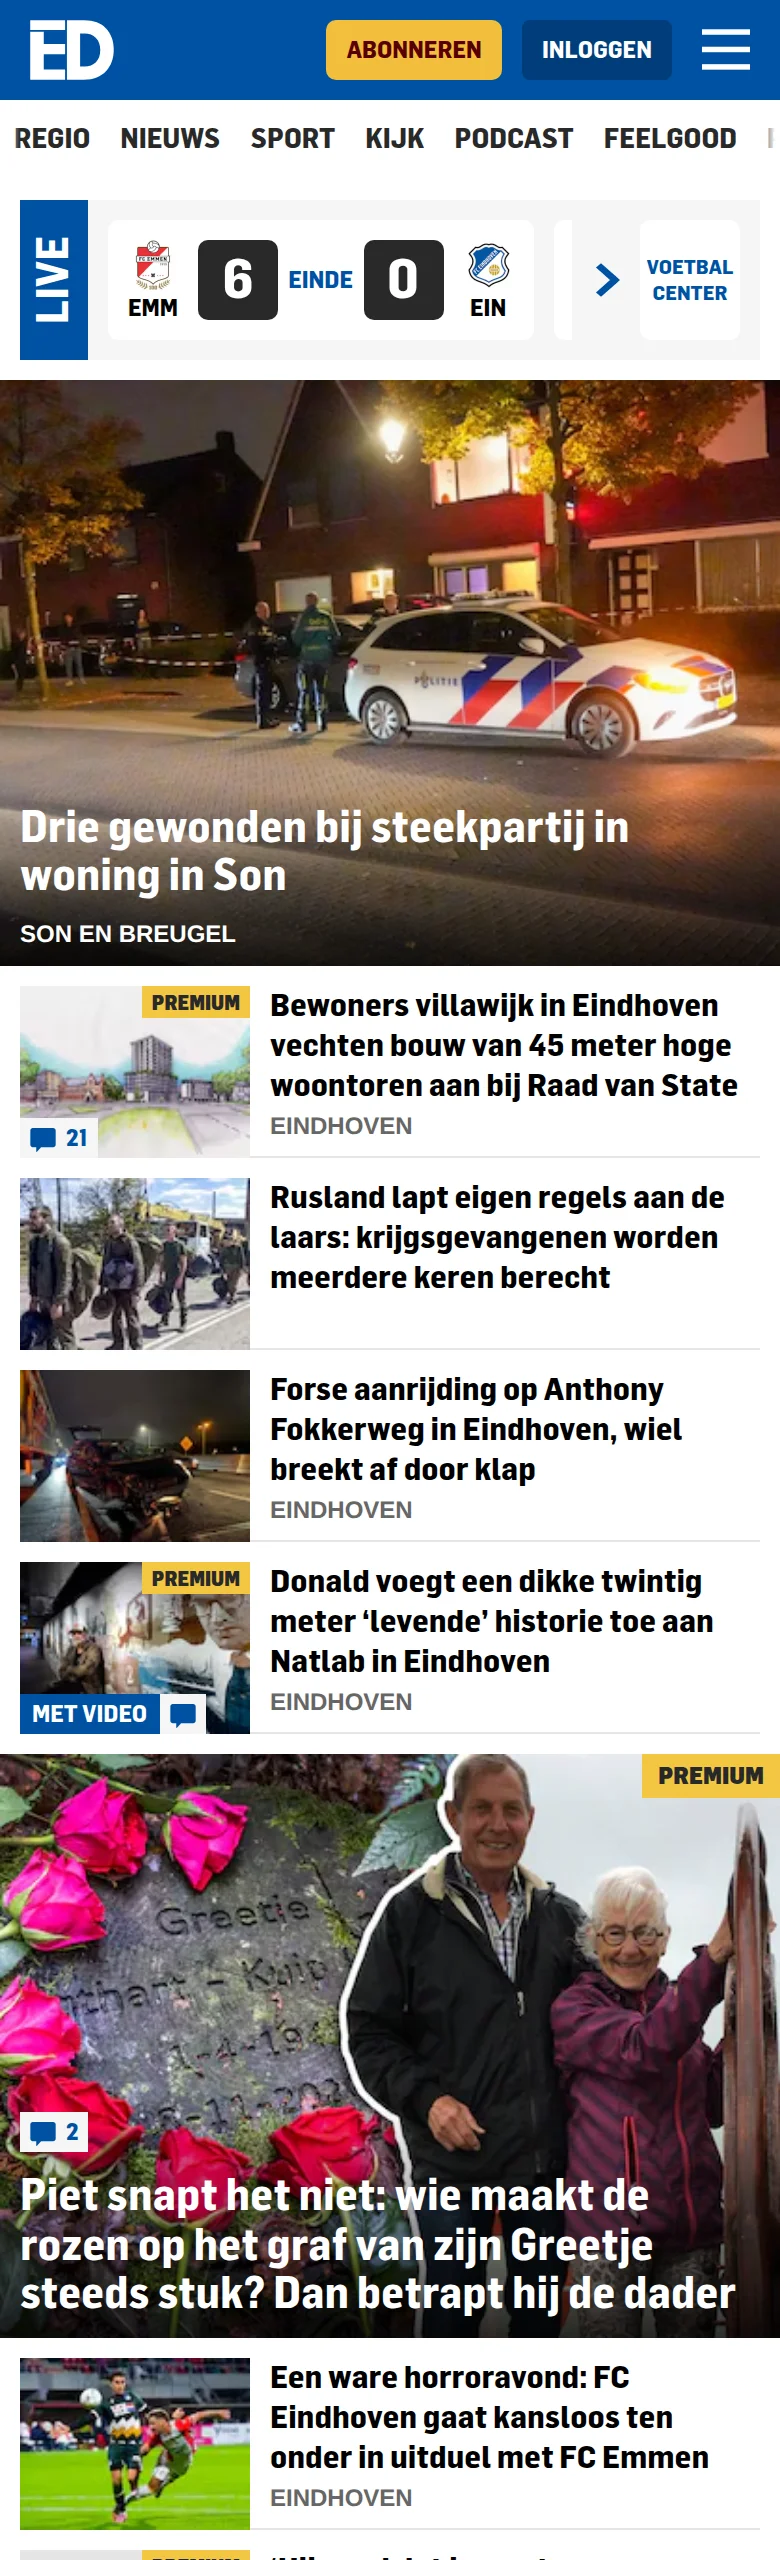 ED
ABONNEREN
INLOGGEN
REGIO NIEUWS SPORT KIJK PODCAST FEELGOOD
LIVE
FC EMMEN
EMM
6
EINDE
0
EIN
VOETBAL
CENTER
POLITIE
Drie gewonden bij steekpartij in
woning in Son
SON EN BREUGEL
PREMIUM
21
Bewoners villawijk in Eindhoven
vechten bouw van 45 meter hoge
woontoren aan bij Raad van State
EINDHOVEN
Rusland lapt eigen regels aan de
laars: krijgsgevangenen worden
meerdere keren berecht
Forse aanrijding op Anthony
Fokkerweg in Eindhoven, wiel
breekt af door klap
EINDHOVEN
PREMIUM
MET VIDEO
Donald voegt een dikke twintig
meter ‘levende’ historie toe aan
Natlab in Eindhoven
EINDHOVEN
PREMIUM
Greetje
2
Piet snapt het niet: wie maakt de
rozen op het graf van zijn Greetje
steeds stuk? Dan betrapt hij de dader
Een ware horroravond: FC
Eindhoven gaat kansloos ten
onder in uitduel met FC Emmen
EINDHOVEN